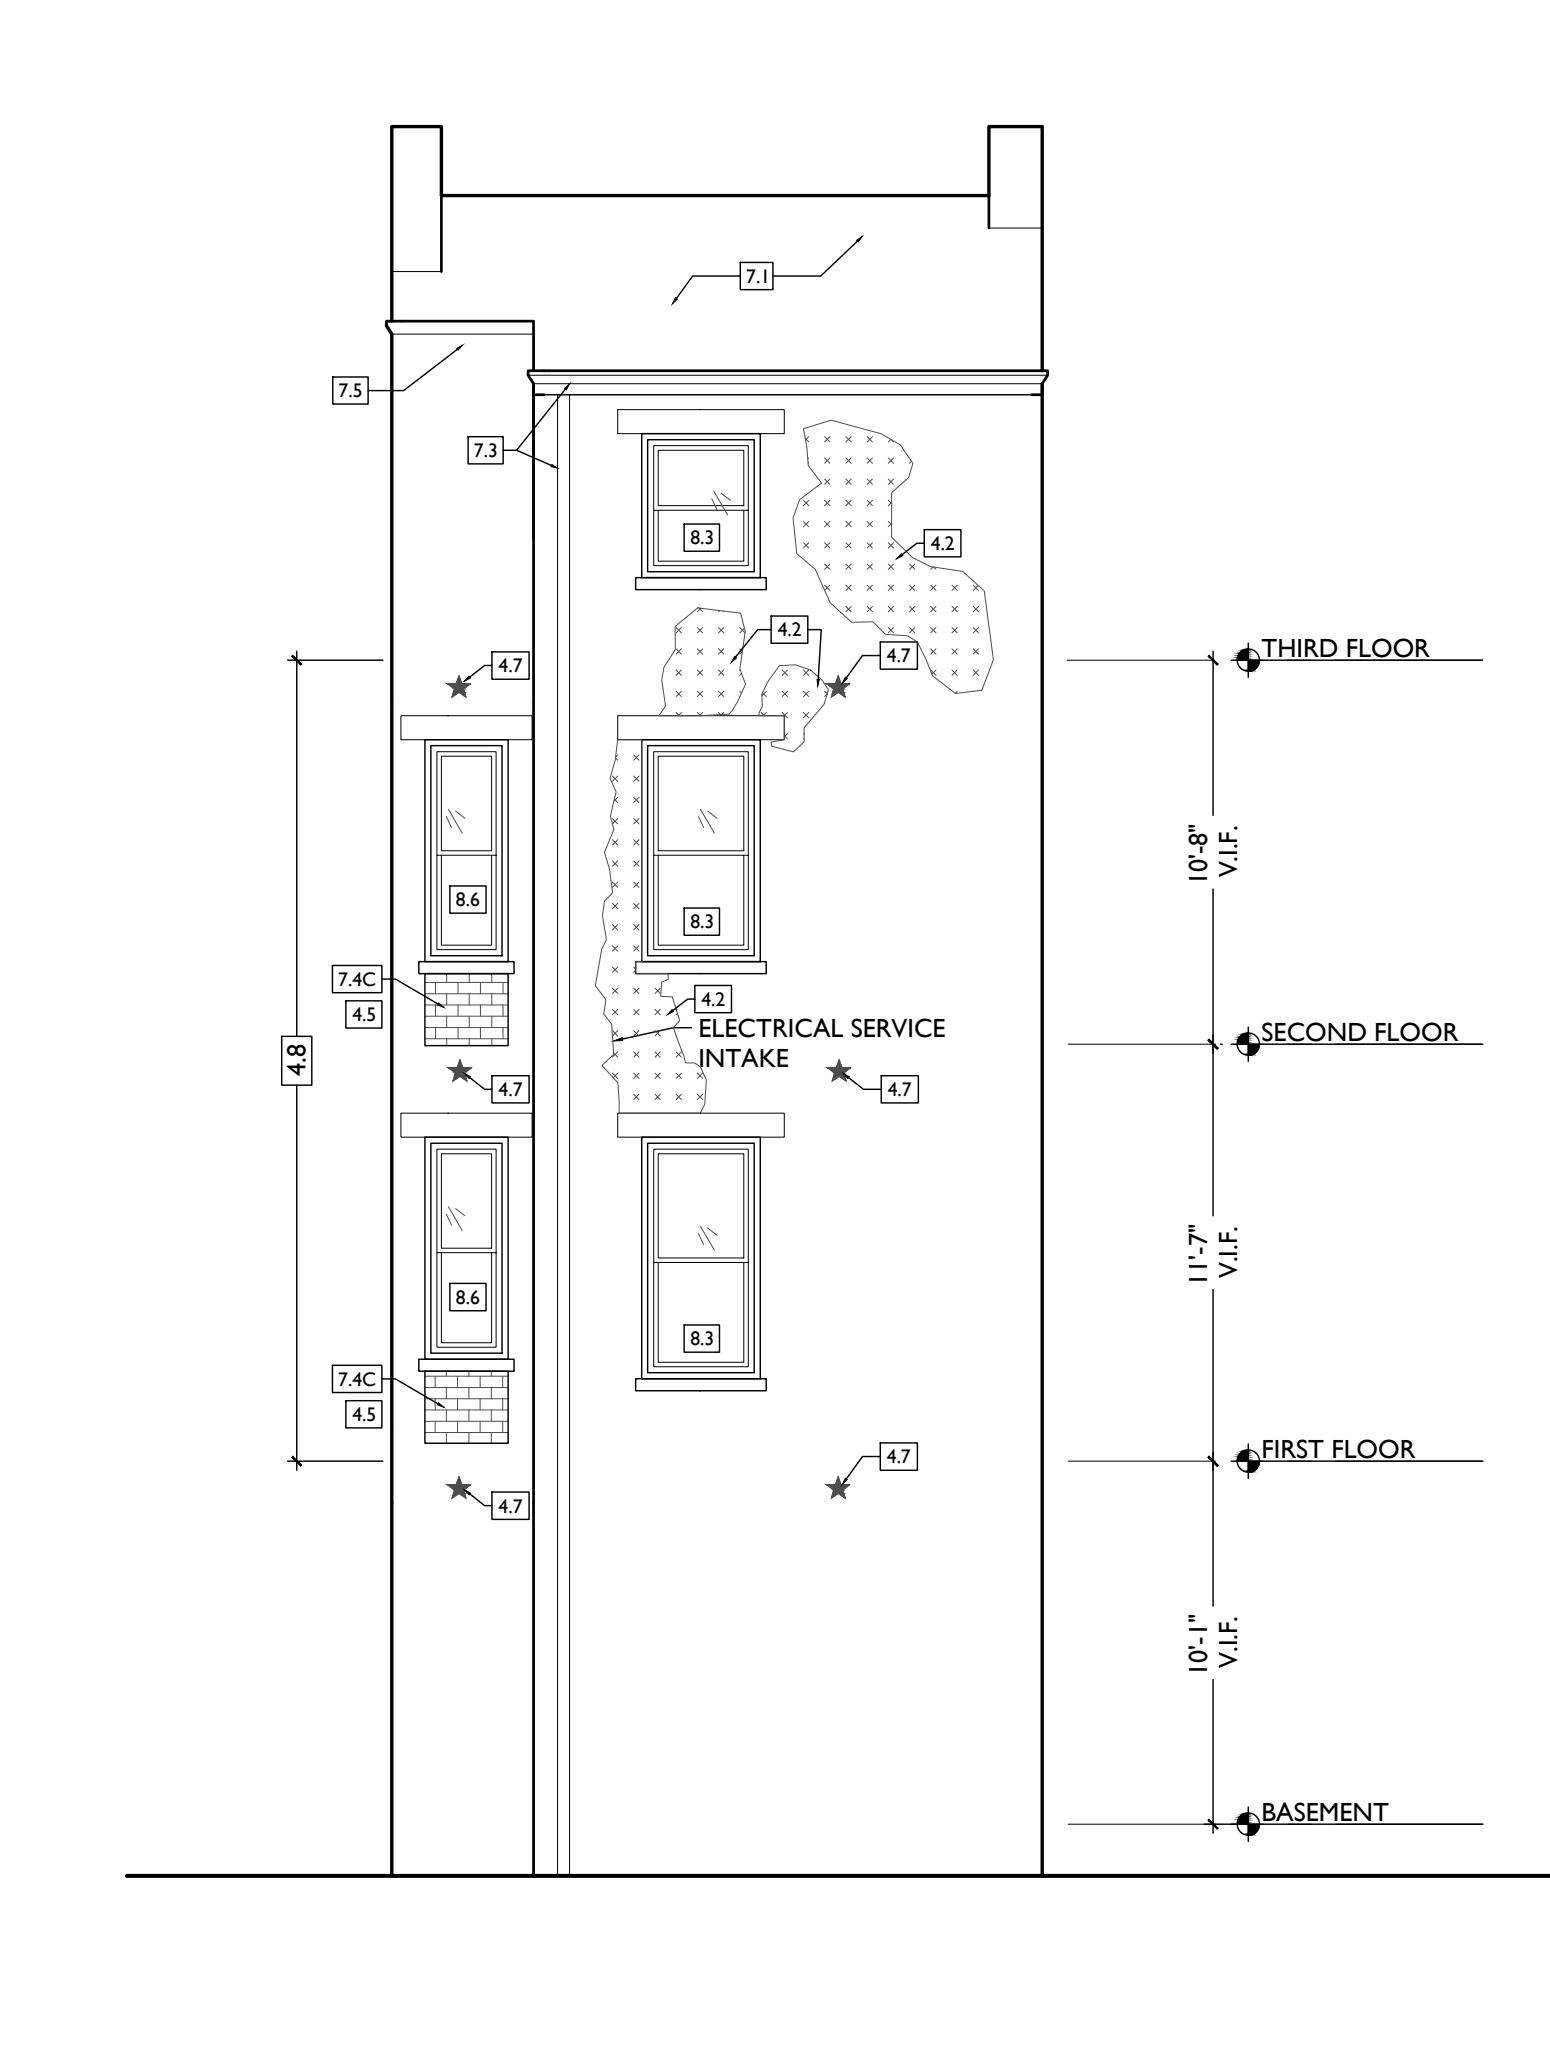 7.1
7.5
7.3
8.3
4.2
4.2
4.7
4.7
THIRD FLOOR
10'-8"
V.I.F.
8.6
8.3
7.4C
4.5
4.2
ELECTRICAL SERVICE
INTAKE
SECOND FLOOR
4.8
4.7
4.7
11'-7"
V.I.F.
8.6
8.3
7.4C
4.5
4.7
FIRST FLOOR
4.7
10'-1"
V.I.F.
BASEMENT